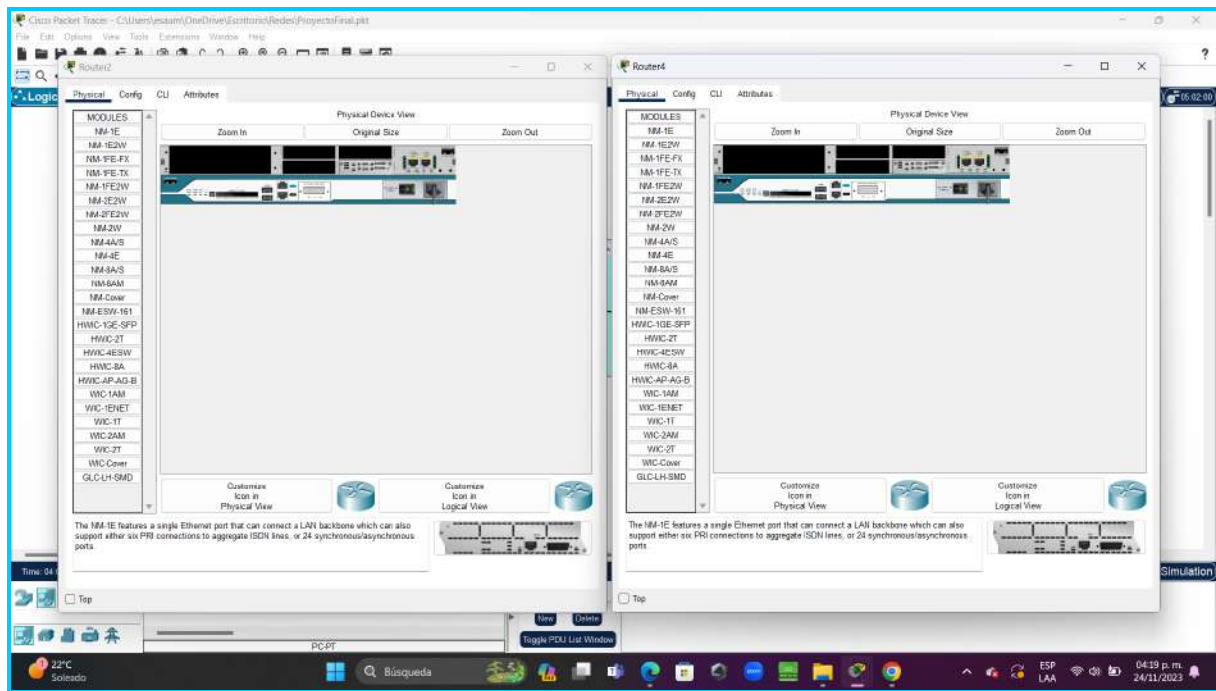 Cisco Packet Tracer - C:\Users\esaum\OneDrive\Escritorio\Redes\ProyectoFinal.pkt
File Edit Options View Tools Extensions Window Help
?
Logic
05:02:00
Router2
Physical Config CLI Attributes
MODULES
NM-1E
NM-1E2W
NM-1FE-FX
NM-1FE-TX
NM-1FE2W
NM-2E2W
NM-2FE2W
NM-2W
NM-4A/S
NM-4E
NM-8A/S
NM-8AM
NM-Cover
NM-ESW-161
HWIC-1GE-SFP
HWIC-2T
HWIC-4ESW
HWIC-8A
HWIC-AP-AG-B
WIC-1AM
WIC-1ENET
WIC-1T
WIC-2AM
WIC-2T
WIC-Cover
GLC-LH-SMD
Physical Device View
Zoom In Original Size Zoom Out
Customize
Icon in
Physical View
Customize
Icon in
Logical View
The NM-1E features a single Ethernet port that can connect a LAN backbone which can also
support either six PRI connections to aggregate ISDN lines, or 24 synchronous/asynchronous
ports.
Top
Router4
Physical Config CLI Attributes
MODULES
NM-1E
NM-1E2W
NM-1FE-FX
NM-1FE-TX
NM-1FE2W
NM-2E2W
NM-2FE2W
NM-2W
NM-4A/S
NM-4E
NM-8A/S
NM-8AM
NM-Cover
NM-ESW-161
HWIC-1GE-SFP
HWIC-2T
HWIC-4ESW
HWIC-8A
HWIC-AP-AG-B
WIC-1AM
WIC-1ENET
WIC-1T
WIC-2AM
WIC-2T
WIC-Cover
GLC-LH-SMD
Physical Device View
Zoom In Original Size Zoom Out
Customize
Icon in
Physical View
Customize
Icon in
Logical View
The NM-1E features a single Ethernet port that can connect a LAN backbone which can also
support either six PRI connections to aggregate ISDN lines, or 24 synchronous/asynchronous
ports.
Top
Time: 04:
Simulation
New Delete
Toggle PDU List Window
PC-PT
22°C
Soleado
Búsqueda
ESP
LAA
04:19 p. m.
24/11/2023